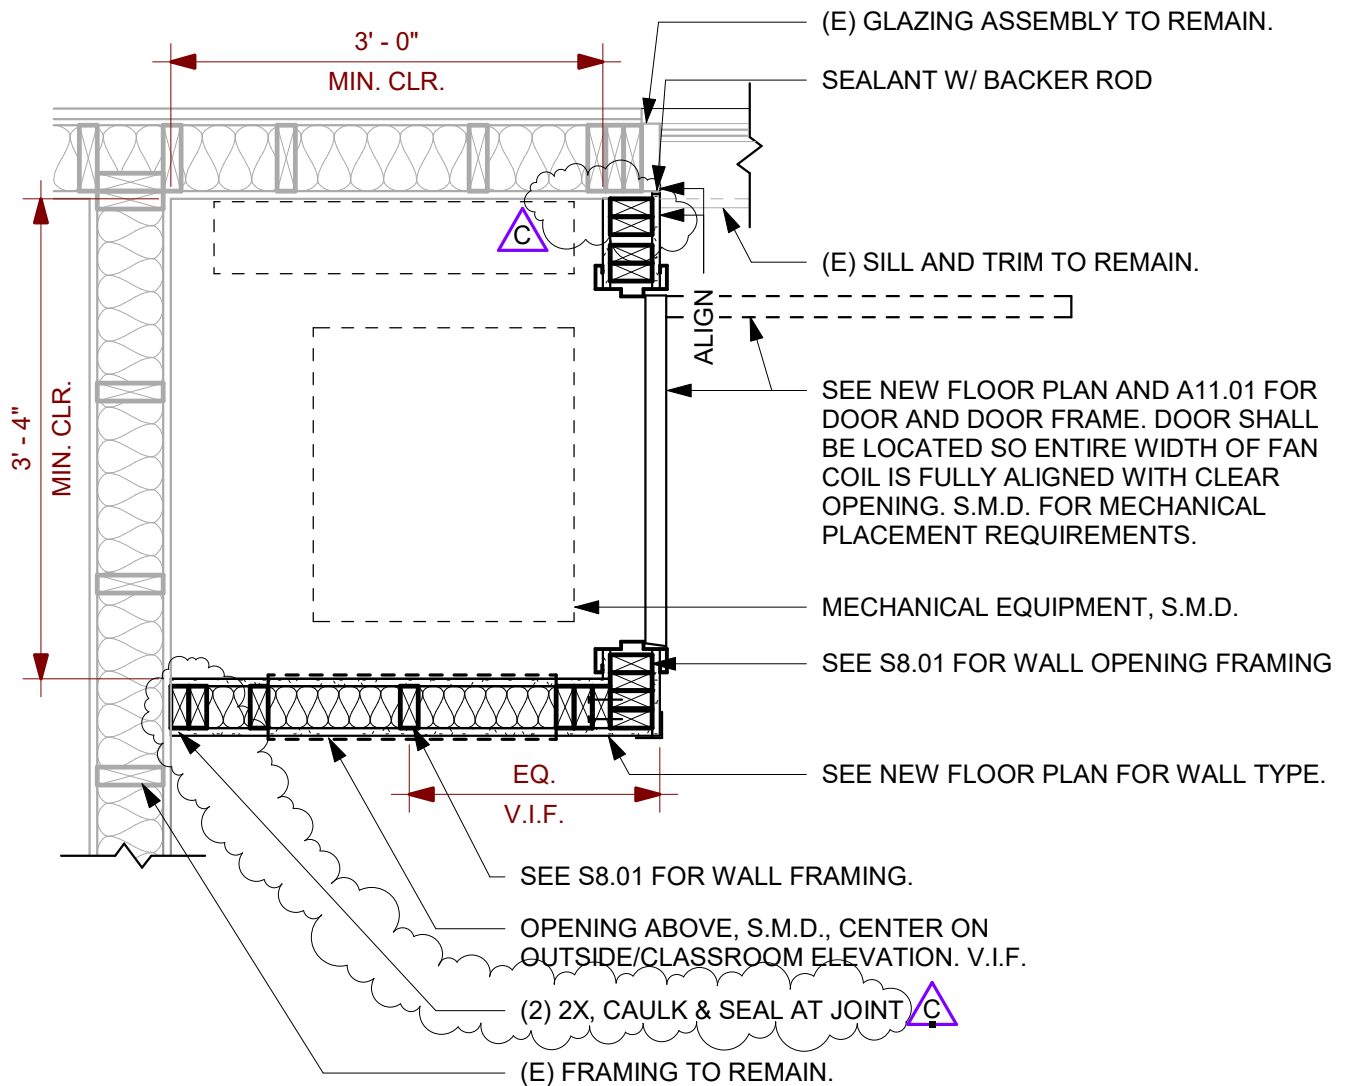 (E) GLAZING ASSEMBLY TO REMAIN.
3' - 0"
MIN. CLR.
SEALANT W/ BACKER ROD
C
(E) SILL AND TRIM TO REMAIN.
ALIGN
3' - 4"
MIN. CLR.
SEE NEW FLOOR PLAN AND A11.01 FOR
DOOR AND DOOR FRAME. DOOR SHALL
BE LOCATED SO ENTIRE WIDTH OF FAN
COIL IS FULLY ALIGNED WITH CLEAR
OPENING. S.M.D. FOR MECHANICAL
PLACEMENT REQUIREMENTS.
MECHANICAL EQUIPMENT, S.M.D.
SEE S8.01 FOR WALL OPENING FRAMING
SEE NEW FLOOR PLAN FOR WALL TYPE.
EQ.
V.I.F.
SEE S8.01 FOR WALL FRAMING.
OPENING ABOVE, S.M.D., CENTER ON
OUTSIDE/CLASSROOM ELEVATION. V.I.F.
(2) 2X, CAULK & SEAL AT JOINT
C
(E) FRAMING TO REMAIN.